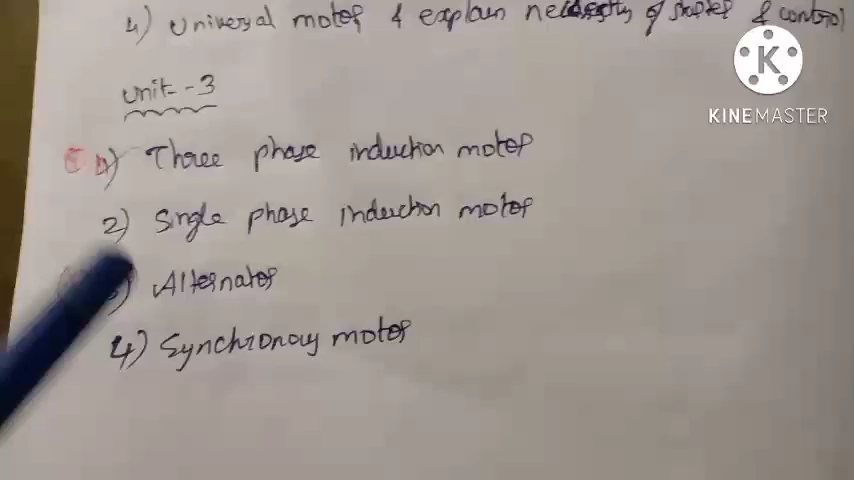 4) Universal motor & explain necessity of starter & control
K
KINEMASTER
Unit - 3
1) Three phase induction motor
2) Single phase induction motor
3) Alternator
4) Synchronous motor